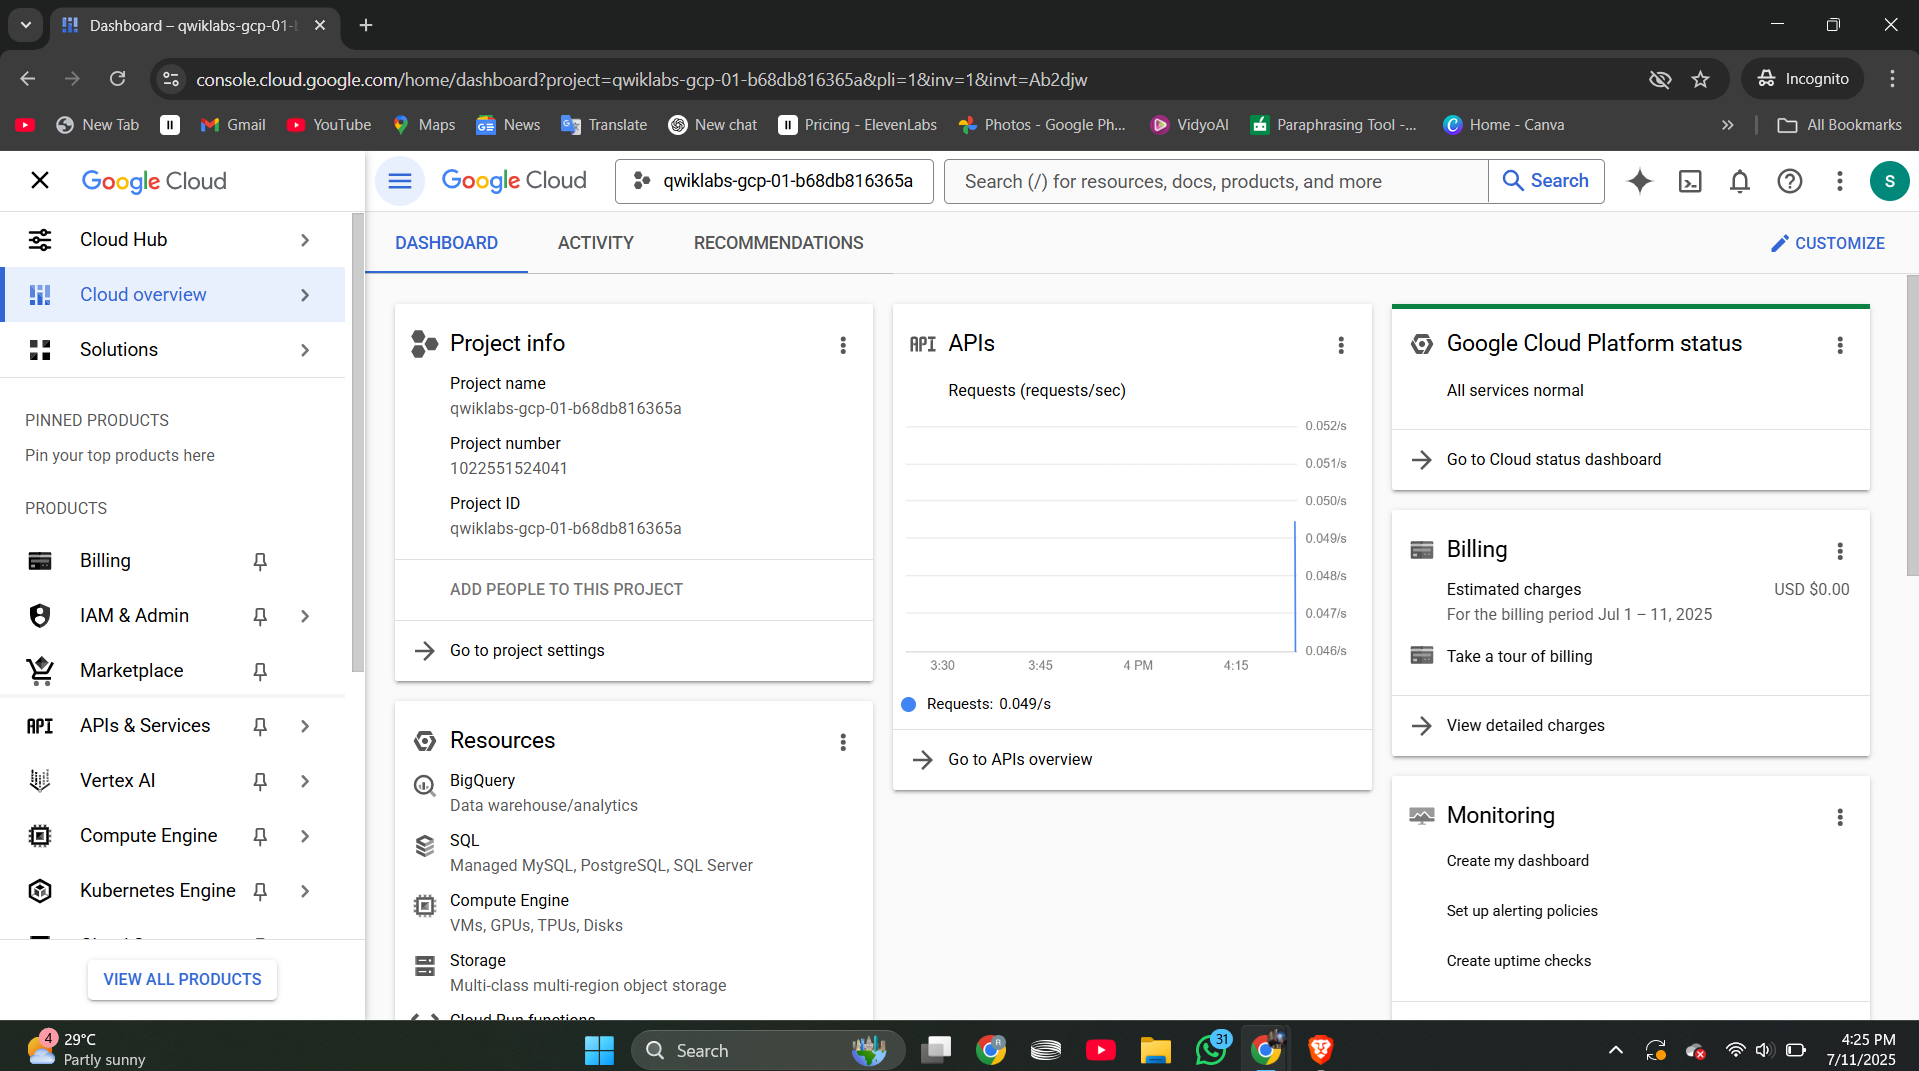 Dashboard – qwiklabs-gcp-01-
console.cloud.google.com/home/dashboard?project=qwiklabs-gcp-01-b68db816365a&pli=1&inv=1&invt=Ab2djw
Incognito
New Tab
Gmail
YouTube
Maps
News
Translate
New chat
Pricing - ElevenLabs
Photos - Google Ph...
VidyoAI
Paraphrasing Tool -...
Home - Canva
All Bookmarks
Google Cloud
Google Cloud
qwiklabs-gcp-01-b68db816365a
Search (/) for resources, docs, products, and more
Search
S
Cloud Hub
Cloud overview
Solutions
PINNED PRODUCTS
Pin your top products here
PRODUCTS
Billing
IAM & Admin
Marketplace
API
APIs & Services
Vertex AI
Compute Engine
Kubernetes Engine
VIEW ALL PRODUCTS
DASHBOARD
ACTIVITY
RECOMMENDATIONS
CUSTOMIZE
Project info
Project name
qwiklabs-gcp-01-b68db816365a
Project number
1022551524041
Project ID
qwiklabs-gcp-01-b68db816365a
ADD PEOPLE TO THIS PROJECT
Go to project settings
Resources
BigQuery
Data warehouse/analytics
SQL
Managed MySQL, PostgreSQL, SQL Server
Compute Engine
VMs, GPUs, TPUs, Disks
Storage
Multi-class multi-region object storage
Cloud Run functions
API
APIs
Requests (requests/sec)
0.052/s
0.051/s
0.050/s
0.049/s
0.048/s
0.047/s
0.046/s
3:30
3:45
4 PM
4:15
Requests: 0.049/s
Go to APIs overview
Google Cloud Platform status
All services normal
Go to Cloud status dashboard
Billing
Estimated charges
USD $0.00
For the billing period Jul 1 – 11, 2025
Take a tour of billing
View detailed charges
Monitoring
Create my dashboard
Set up alerting policies
Create uptime checks
4
29°C
Partly sunny
Search
R
31
4:25 PM
7/11/2025